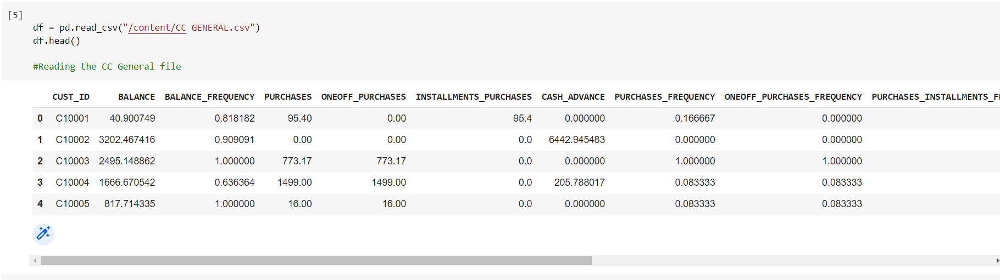 [5]
df = pd.read_csv("/content/CC GENERAL.csv")
df.head()
#Reading the CC General file
CUST_ID BALANCE BALANCE_FREQUENCY PURCHASES ONEOFF_PURCHASES INSTALLMENTS_PURCHASES CASH_ADVANCE PURCHASES_FREQUENCY ONEOFF_PURCHASES_FREQUENCY PURCHASES_INSTALLMENTS_F
0 C10001 40.900749 0.818182 95.40 0.00 95.4 0.000000 0.166667 0.000000
1 C10002 3202.467416 0.909091 0.00 0.00 0.0 6442.945483 0.000000 0.000000
2 C10003 2495.148862 1.000000 773.17 773.17 0.0 0.000000 1.000000 1.000000
3 C10004 1666.670542 0.636364 1499.00 1499.00 0.0 205.788017 0.083333 0.083333
4 C10005 817.714335 1.000000 16.00 16.00 0.0 0.000000 0.083333 0.083333